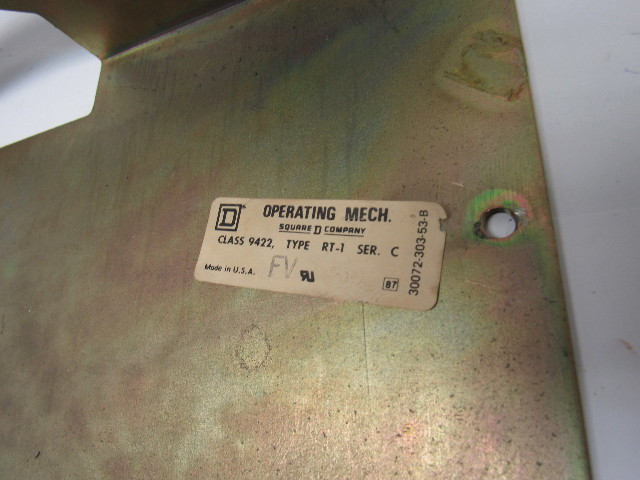 D
OPERATING MECH.
SQUARE D COMPANY
CLASS 9422, TYPE RT-1 SER. C
Made in U.S.A.
FV
87
30072-303-53-B